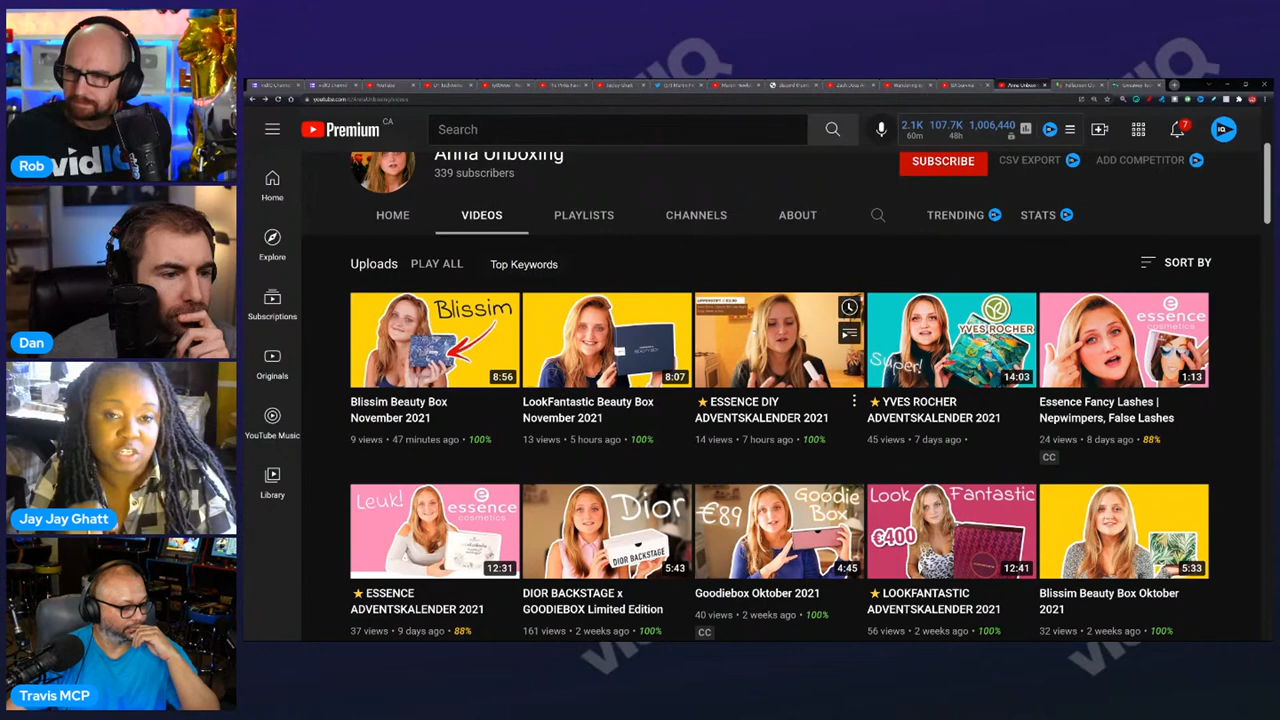 vidIQ
Rob
Dan
Jay Jay Ghatt
Travis MCP
youtube.com/c/AnnaUnboxing/videos
Premium
CA
Search
2.1K 107.7K 1,006,440
60m 48h
7
Anna Unboxing
339 subscribers
SUBSCRIBE
CSV EXPORT
ADD COMPETITOR
HOME
VIDEOS
PLAYLISTS
CHANNELS
ABOUT
TRENDING
STATS
Home
Explore
Subscriptions
Originals
YouTube Music
Library
Uploads
PLAY ALL
Top Keywords
SORT BY
Blissim
8:56
Blissim Beauty Box
November 2021
9 views • 47 minutes ago • 100%
8:07
LookFantastic Beauty Box
November 2021
13 views • 5 hours ago • 100%
★ ESSENCE DIY
ADVENTSKALENDER 2021
14 views • 7 hours ago • 100%
YVES ROCHER
Super!
14:03
★ YVES ROCHER
ADVENTSKALENDER 2021
45 views • 7 days ago •
essence
cosmetics
1:13
Essence Fancy Lashes |
Nepwimpers, False Lashes
24 views • 8 days ago • 88%
CC
Leuk!
essence
cosmetics
12:31
★ ESSENCE
ADVENTSKALENDER 2021
37 views • 9 days ago • 88%
Dior
DIOR BACKSTAGE
5:43
DIOR BACKSTAGE x
GOODIEBOX Limited Edition
161 views • 2 weeks ago • 100%
€89
Goodie
Box
4:45
Goodiebox Oktober 2021
40 views • 2 weeks ago • 100%
CC
Look Fantastic
€400
12:41
★ LOOKFANTASTIC
ADVENTSKALENDER 2021
56 views • 2 weeks ago • 100%
5:33
Blissim Beauty Box Oktober
2021
32 views • 2 weeks ago • 100%